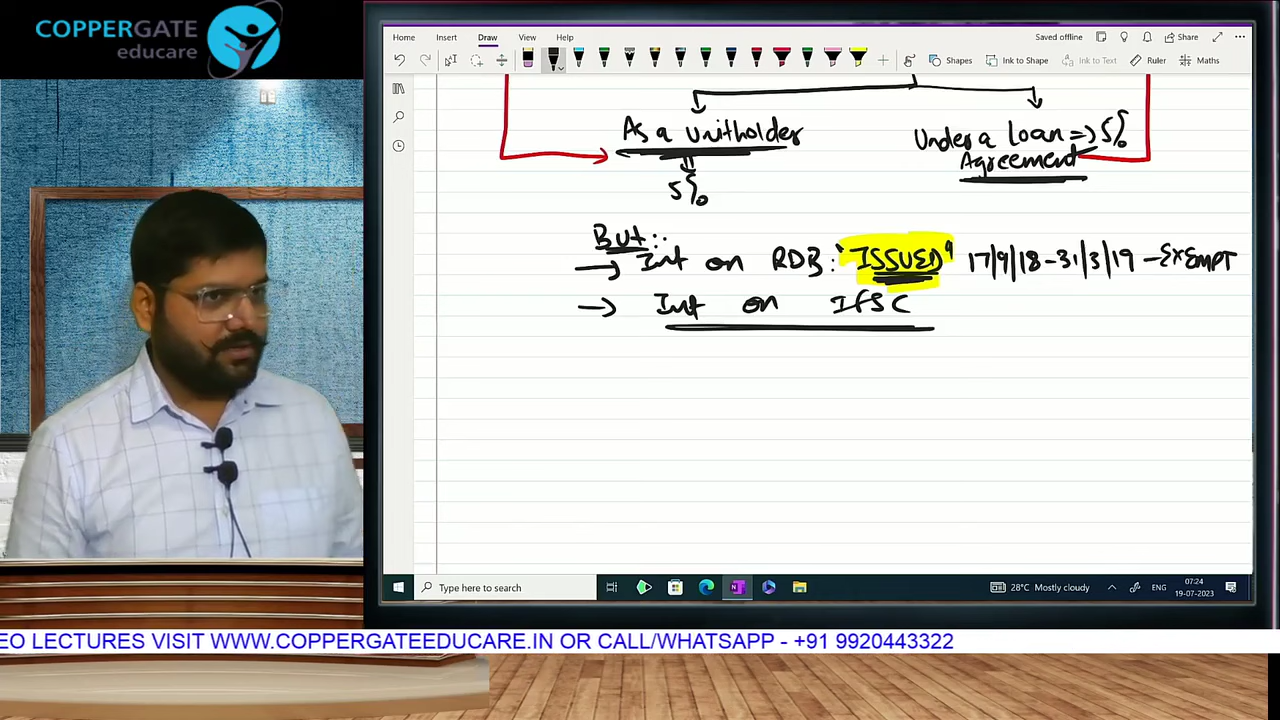 COPPERGATE
educare
Home Insert Draw View Help
Saved offline
Share
Shapes
Ink to Shape
Ink to Text
Ruler
Maths
As a unitholder
5%
Under a loan => 5%
Agreement
But:
→ Int on RDB: "ISSUED" 17/9/18-31/3/19 - EXEMPT
→ Int on IFSC
Type here to search
28°C Mostly cloudy
ENG
07:24
19-07-2023
EO LECTURES VISIT WWW.COPPERGATEEDUCARE.IN OR CALL/WHATSAPP - +91 9920443322